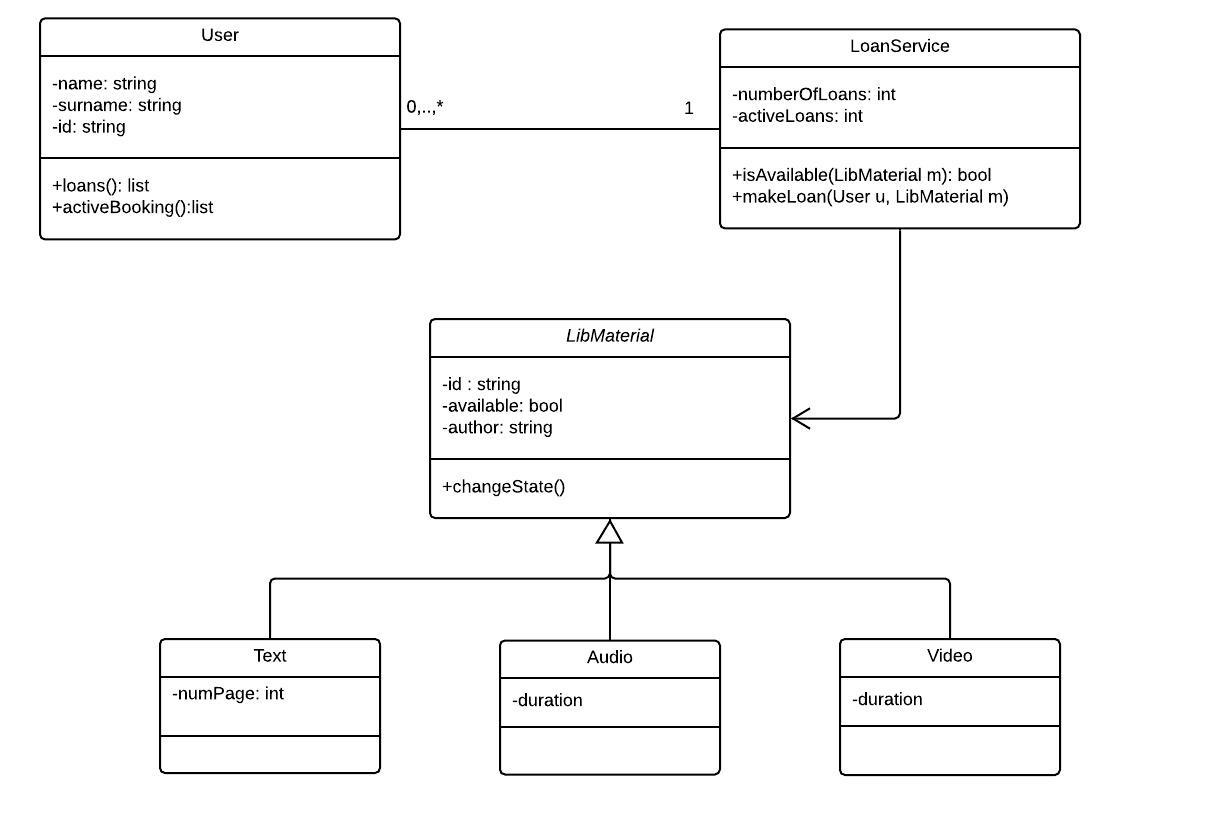 User
-name: string
-surname: string
-id: string
+loans(): list
+activeBooking():list
0,..,*
1
LoanService
-numberOfLoans: int
-activeLoans: int
+isAvailable(LibMaterial m): bool
+makeLoan(User u, LibMaterial m)
LibMaterial
-id : string
-available: bool
-author: string
+changeState()
Text
-numPage: int
Audio
-duration
Video
-duration